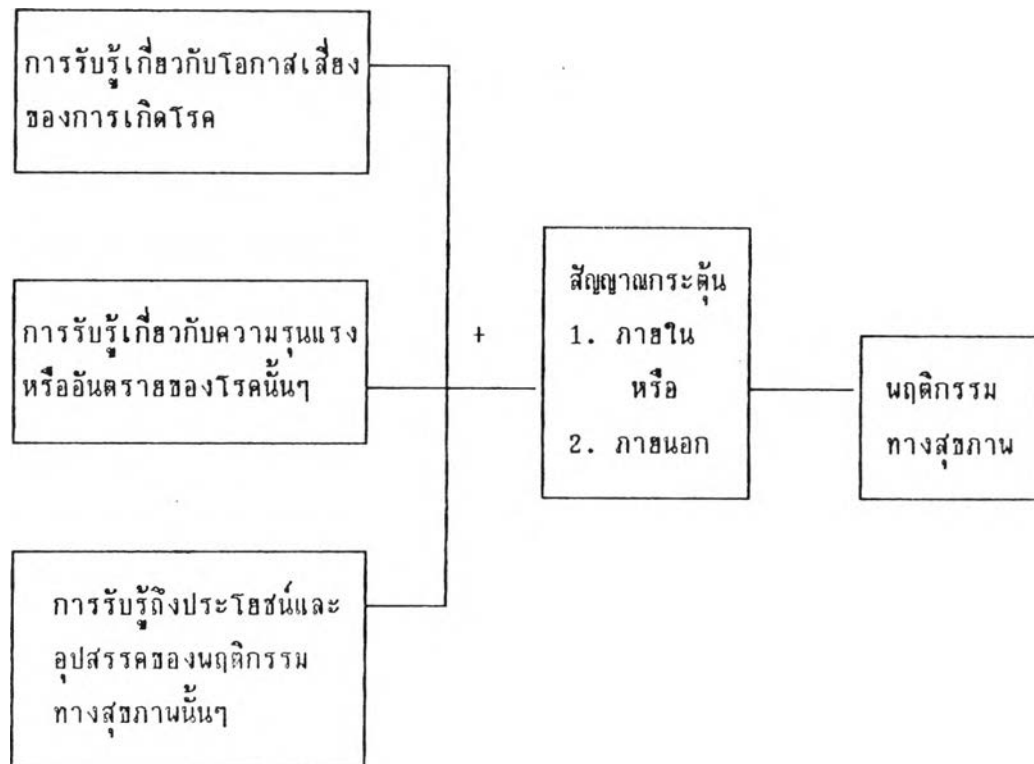 การรับรู้เกี่ยวกับโอกาสเสี่ยง
ของการเกิดโรค
การรับรู้เกี่ยวกับความรุนแรง
หรืออันตรายของโรคนั้นๆ
การรับรู้ถึงประโยชน์และ
อุปสรรคของพฤติกรรม
ทางสุขภาพนั้นๆ
+
สัญญาณกระตุ้น
1. ภายใน
หรือ
2. ภายนอก
พฤติกรรม
ทางสุขภาพ